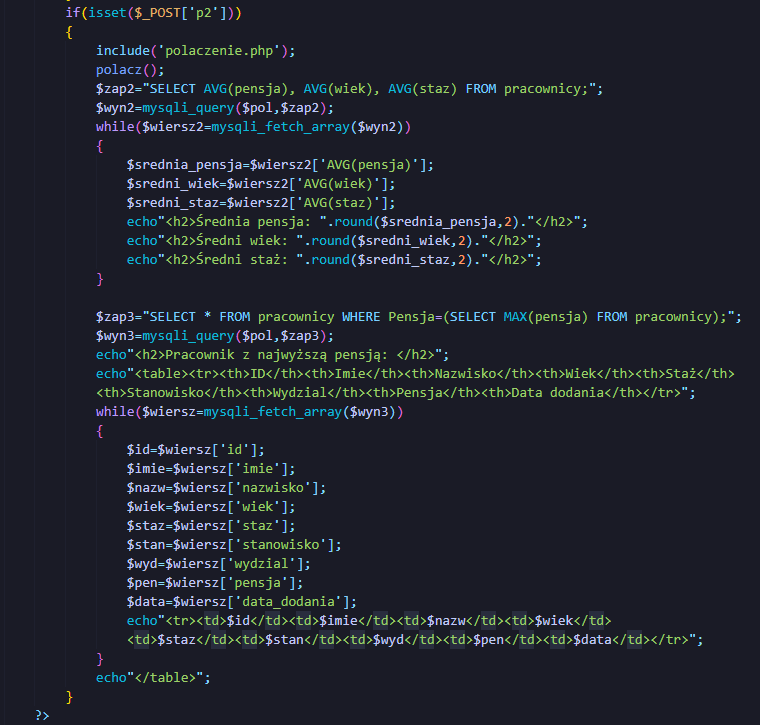 if(isset($_POST['p2']))
{
include('polaczenie.php');
polacz();
$zap2="SELECT AVG(pensja), AVG(wiek), AVG(staz) FROM pracownicy;";
$wyn2=mysqli_query($pol,$zap2);
while($wiersz2=mysqli_fetch_array($wyn2))
{
$srednia_pensja=$wiersz2['AVG(pensja)'];
$sredni_wiek=$wiersz2['AVG(wiek)'];
$sredni_staz=$wiersz2['AVG(staz)'];
echo"<h2>Średnia pensja: ".round($srednia_pensja,2)."</h2>";
echo"<h2>Średni wiek: ".round($sredni_wiek,2)."</h2>";
echo"<h2>Średni staż: ".round($sredni_staz,2)."</h2>";
}
$zap3="SELECT * FROM pracownicy WHERE Pensja=(SELECT MAX(pensja) FROM pracownicy);";
$wyn3=mysqli_query($pol,$zap3);
echo"<h2>Pracownik z najwyższą pensją: </h2>";
echo"<table><tr><th>ID</th><th>Imie</th><th>Nazwisko</th><th>Wiek</th><th>Staż</th>
<th>Stanowisko</th><th>Wydzial</th><th>Pensja</th><th>Data dodania</th></tr>";
while($wiersz=mysqli_fetch_array($wyn3))
{
$id=$wiersz['id'];
$imie=$wiersz['imie'];
$nazw=$wiersz['nazwisko'];
$wiek=$wiersz['wiek'];
$staz=$wiersz['staz'];
$stan=$wiersz['stanowisko'];
$wyd=$wiersz['wydzial'];
$pen=$wiersz['pensja'];
$data=$wiersz['data_dodania'];
echo"<tr><td>$id</td><td>$imie</td><td>$nazw</td><td>$wiek</td>
<td>$staz</td><td>$stan</td><td>$wyd</td><td>$pen</td><td>$data</td></tr>";
}
echo"</table>";
}
?>